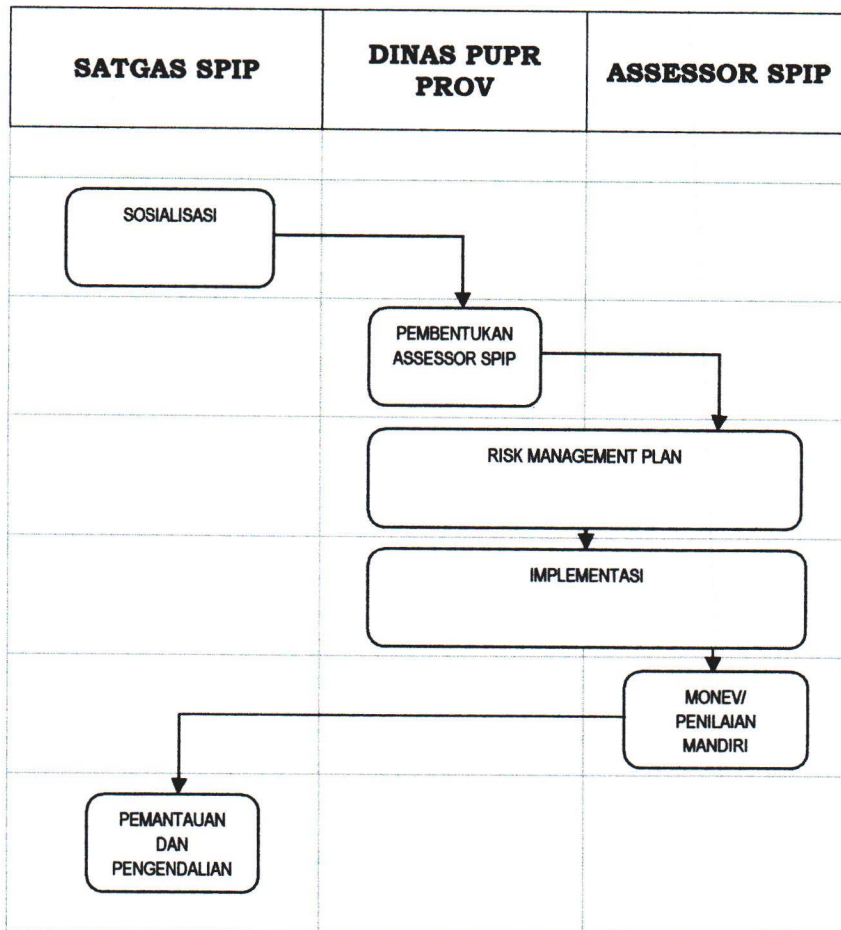 SATGAS SPIP
DINAS PUPR
PROV
ASSESSOR SPIP
SOSIALISASI
PEMBENTUKAN
ASSESSOR SPIP
RISK MANAGEMENT PLAN
IMPLEMENTASI
MONEV/
PENILAIAN
MANDIRI
PEMANTAUAN
DAN
PENGENDALIAN